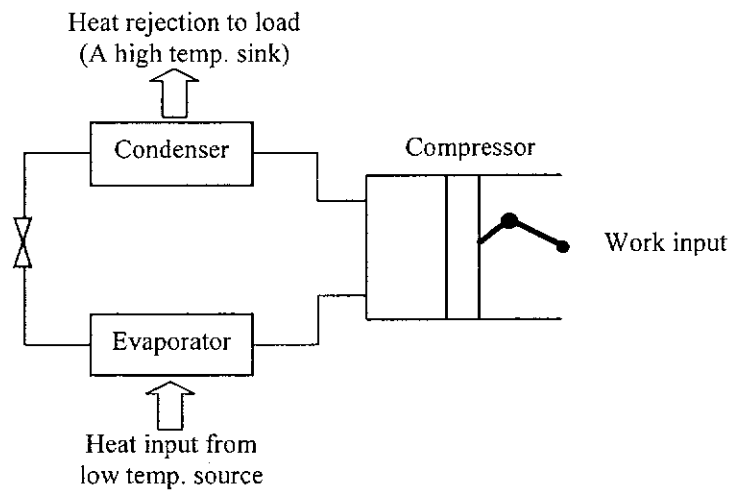 Heat rejection to load
(A high temp. sink)
Condenser
Compressor
Work input
Evaporator
Heat input from
low temp. source